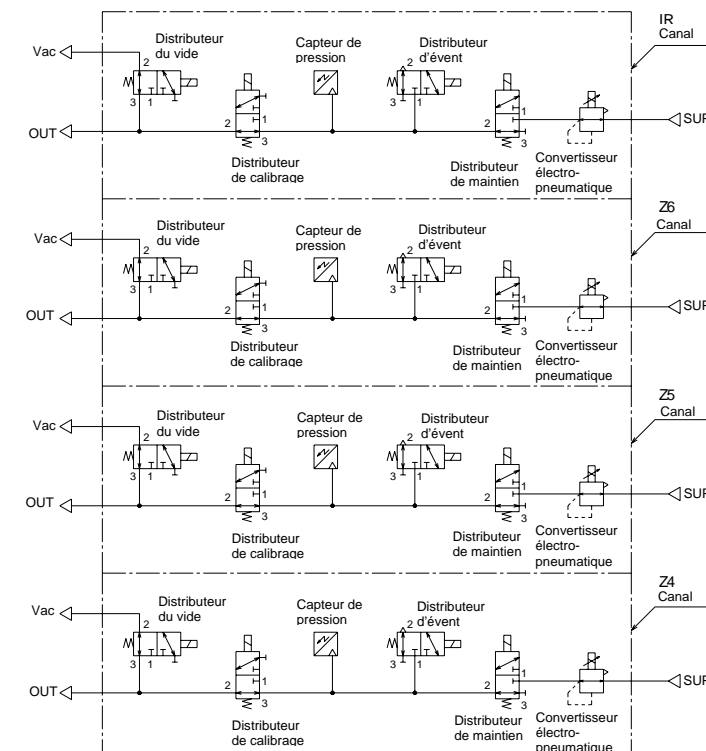 IR
Canal
Vac
2
Distributeur
du vide
Capteur de
pression
2
Distributeur
d'évent
3 1
3 1
OUT
2
1
3
2
1
3
SUP
Distributeur
de calibrage
Distributeur
de maintien
Convertisseur
électro-
pneumatique
Z6
Canal
Vac
2
Distributeur
du vide
Capteur de
pression
2
Distributeur
d'évent
3 1
3 1
OUT
2
1
3
2
1
3
SUP
Distributeur
de calibrage
Distributeur
de maintien
Convertisseur
électro-
pneumatique
Z5
Canal
Vac
2
Distributeur
du vide
Capteur de
pression
2
Distributeur
d'évent
3 1
3 1
OUT
2
1
3
2
1
3
SUP
Distributeur
de calibrage
Distributeur
de maintien
Convertisseur
électro-
pneumatique
Z4
Canal
Vac
2
Distributeur
du vide
Capteur de
pression
2
Distributeur
d'évent
3 1
3 1
OUT
2
1
3
2
1
3
SUP
Distributeur
de calibrage
Distributeur
de maintien
Convertisseur
électro-
pneumatique